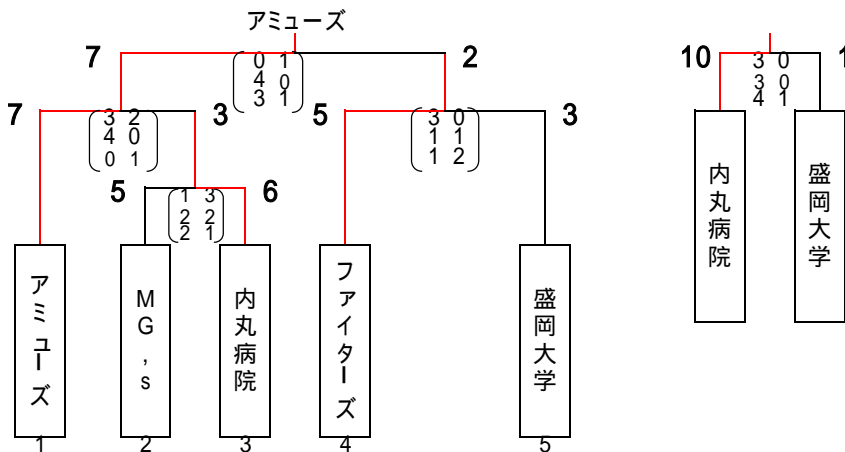 アミューズ
7 2 10 1
0 1
4 0
3 1
3 0
3 0
4 1
7 3 5 3
3 2
4 0
0 1
3 0
1 1
1 2
5 6
1 3
2 2
2 1
内丸病院
盛岡大学
アミューズ
MG,s
内丸病院
ファイターズ
盛岡大学
1 2 3 4 5